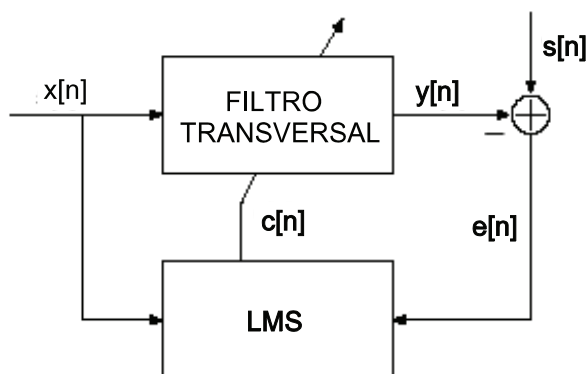 s[n]
x[n]
FILTRO
TRANSVERSAL
y[n]
c[n]
e[n]
LMS